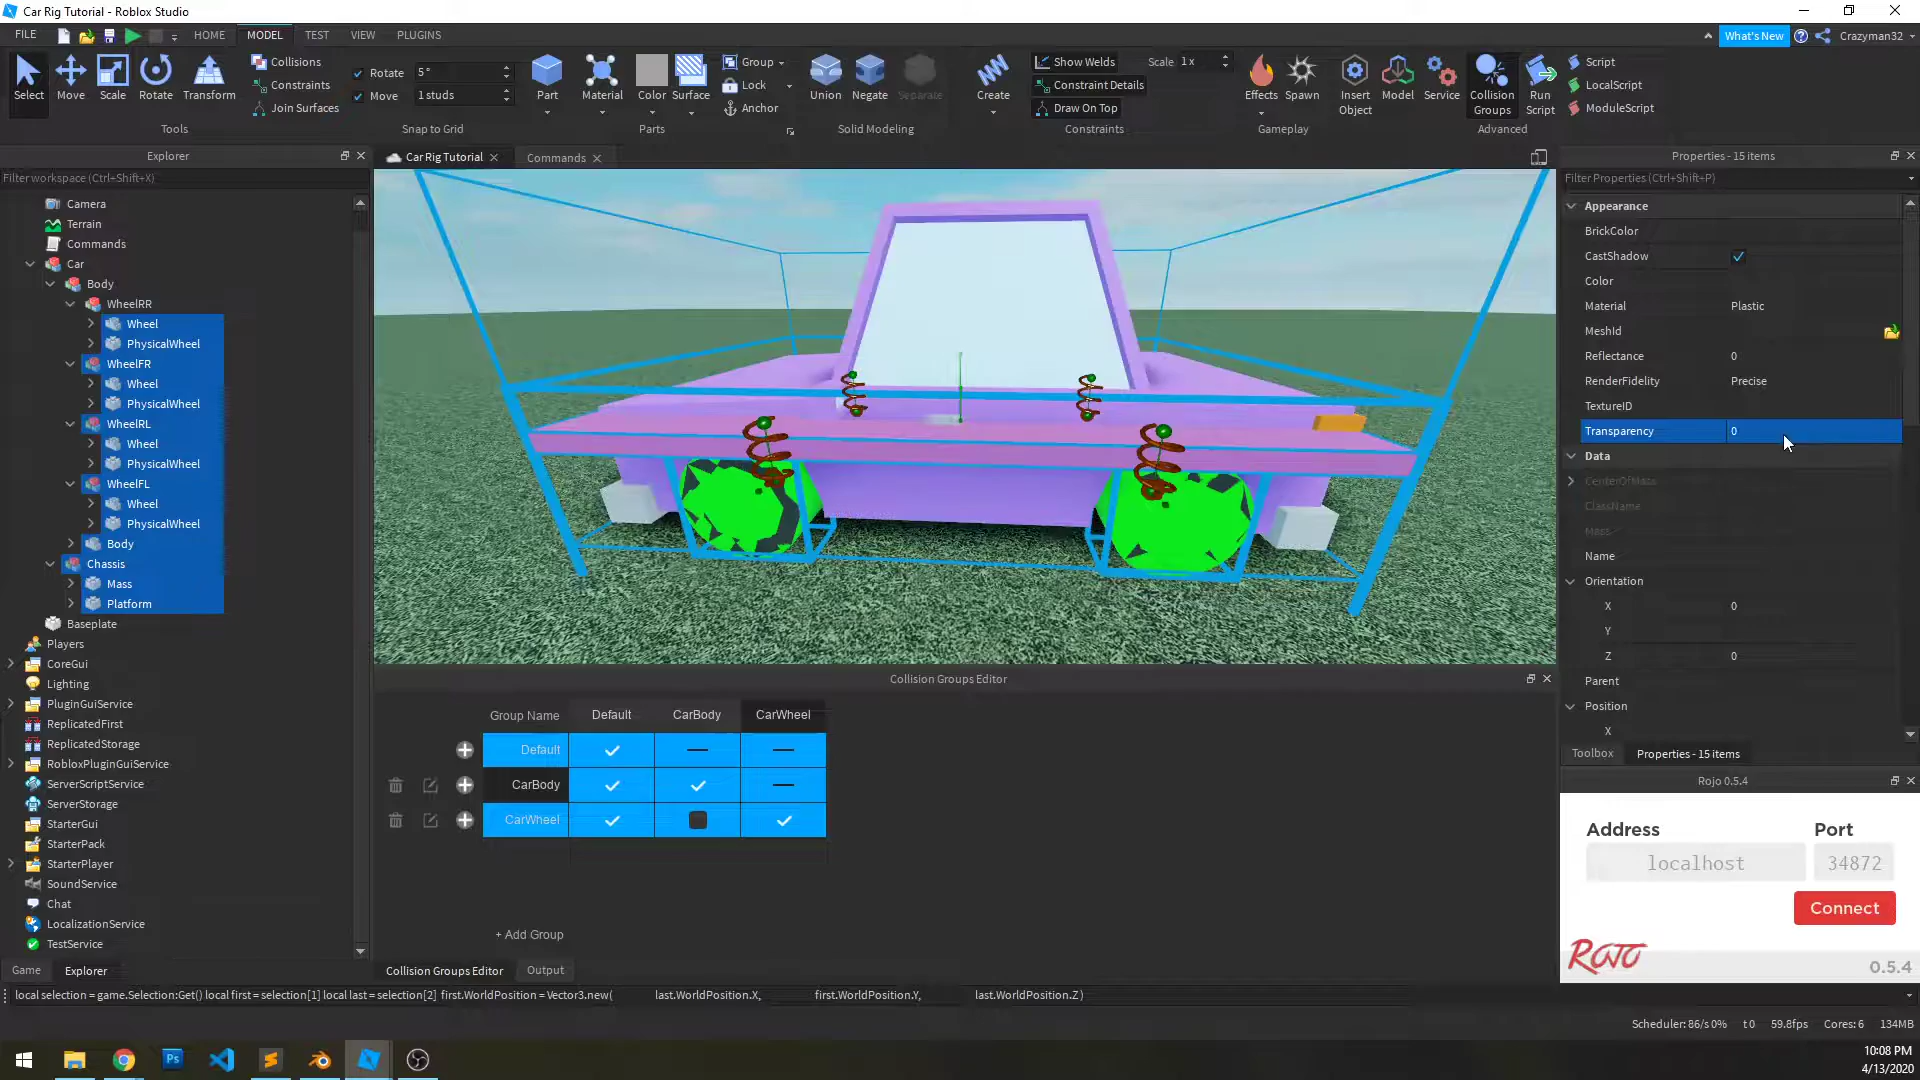 Car Rig Tutorial - Roblox Studio
FILE HOME MODEL TEST VIEW PLUGINS What's New Crazyman32
Select Move Scale Rotate Transform
Collisions
Constraints
Join Surfaces
Tools
Rotate 5°
Move 1 studs
Snap to Grid
Part Material Color Surface
Group
Lock
Anchor
Parts
Union Negate Separate
Solid Modeling
Create
Show Welds
Constraint Details
Draw On Top
Scale 1x
Constraints
Effects Spawn
Gameplay
Insert Object Model Service Collision Groups Run Script
Script
LocalScript
ModuleScript
Advanced
Explorer
Filter workspace (Ctrl+Shift+X)
Camera
Terrain
Commands
Car
Body
WheelRR
Wheel
PhysicalWheel
WheelFR
Wheel
PhysicalWheel
WheelRL
Wheel
PhysicalWheel
WheelFL
Wheel
PhysicalWheel
Body
Chassis
Mass
Platform
Baseplate
Players
CoreGui
Lighting
PluginGuiService
ReplicatedFirst
ReplicatedStorage
RobloxPluginGuiService
ServerScriptService
ServerStorage
StarterGui
StarterPack
StarterPlayer
SoundService
Chat
LocalizationService
TestService
Game Explorer
Car Rig Tutorial Commands
Collision Groups Editor
Group Name Default CarBody CarWheel
Default
CarBody
CarWheel
+ Add Group
Collision Groups Editor Output
Properties - 15 items
Filter Properties (Ctrl+Shift+P)
Appearance
BrickColor
CastShadow
Color
Material Plastic
MeshId
Reflectance 0
RenderFidelity Precise
TextureID
Transparency 0
Data
CenterOfMass
ClassName
Mass
Name
Orientation
X 0
Y
Z 0
Parent
Position
X
Toolbox Properties - 15 items
Rojo 0.5.4
Address Port
localhost 34872
Connect
ROJO 0.5.4
local selection = game.Selection:Get() local first = selection[1] local last = selection[2] first.WorldPosition = Vector3.new( last.WorldPosition.X, first.WorldPosition.Y, last.WorldPosition.Z )
Scheduler: 86/s 0% t 0 59.8fps Cores: 6 134MB
Ps
10:08 PM
4/13/2020